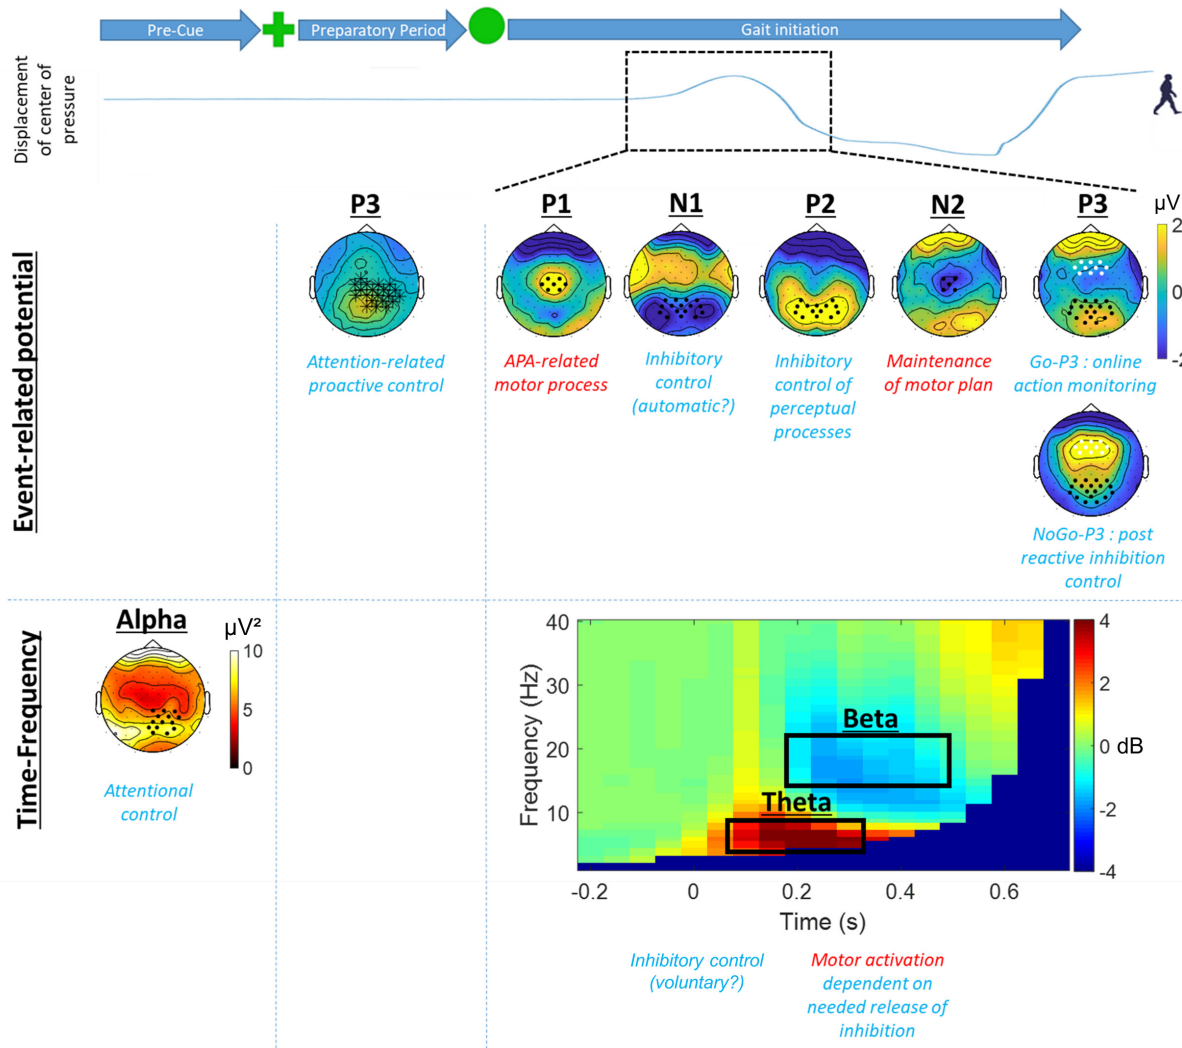 Pre-Cue
Preparatory Period
Gait initiation
Displacement
of center of
pressure
Event-related potential
P3
P1
N1
P2
N2
P3
µV
2
1
0
-1
-2
Attention-related
proactive control
APA-related
motor process
Inhibitory
control
(automatic?)
Inhibitory
control of
perceptual
processes
Maintenance
of motor plan
Go-P3 : online
action monitoring
NoGo-P3 : post
reactive inhibition
control
Time-Frequency
Alpha
µV²
10
5
0
Attentional
control
40
30
20
10
Frequency (Hz)
Beta
Theta
-0.2
0
0.2
0.4
0.6
Time (s)
4
2
0
-2
-4
dB
Inhibitory control
(voluntary?)
Motor activation
dependent on
needed release of
inhibition